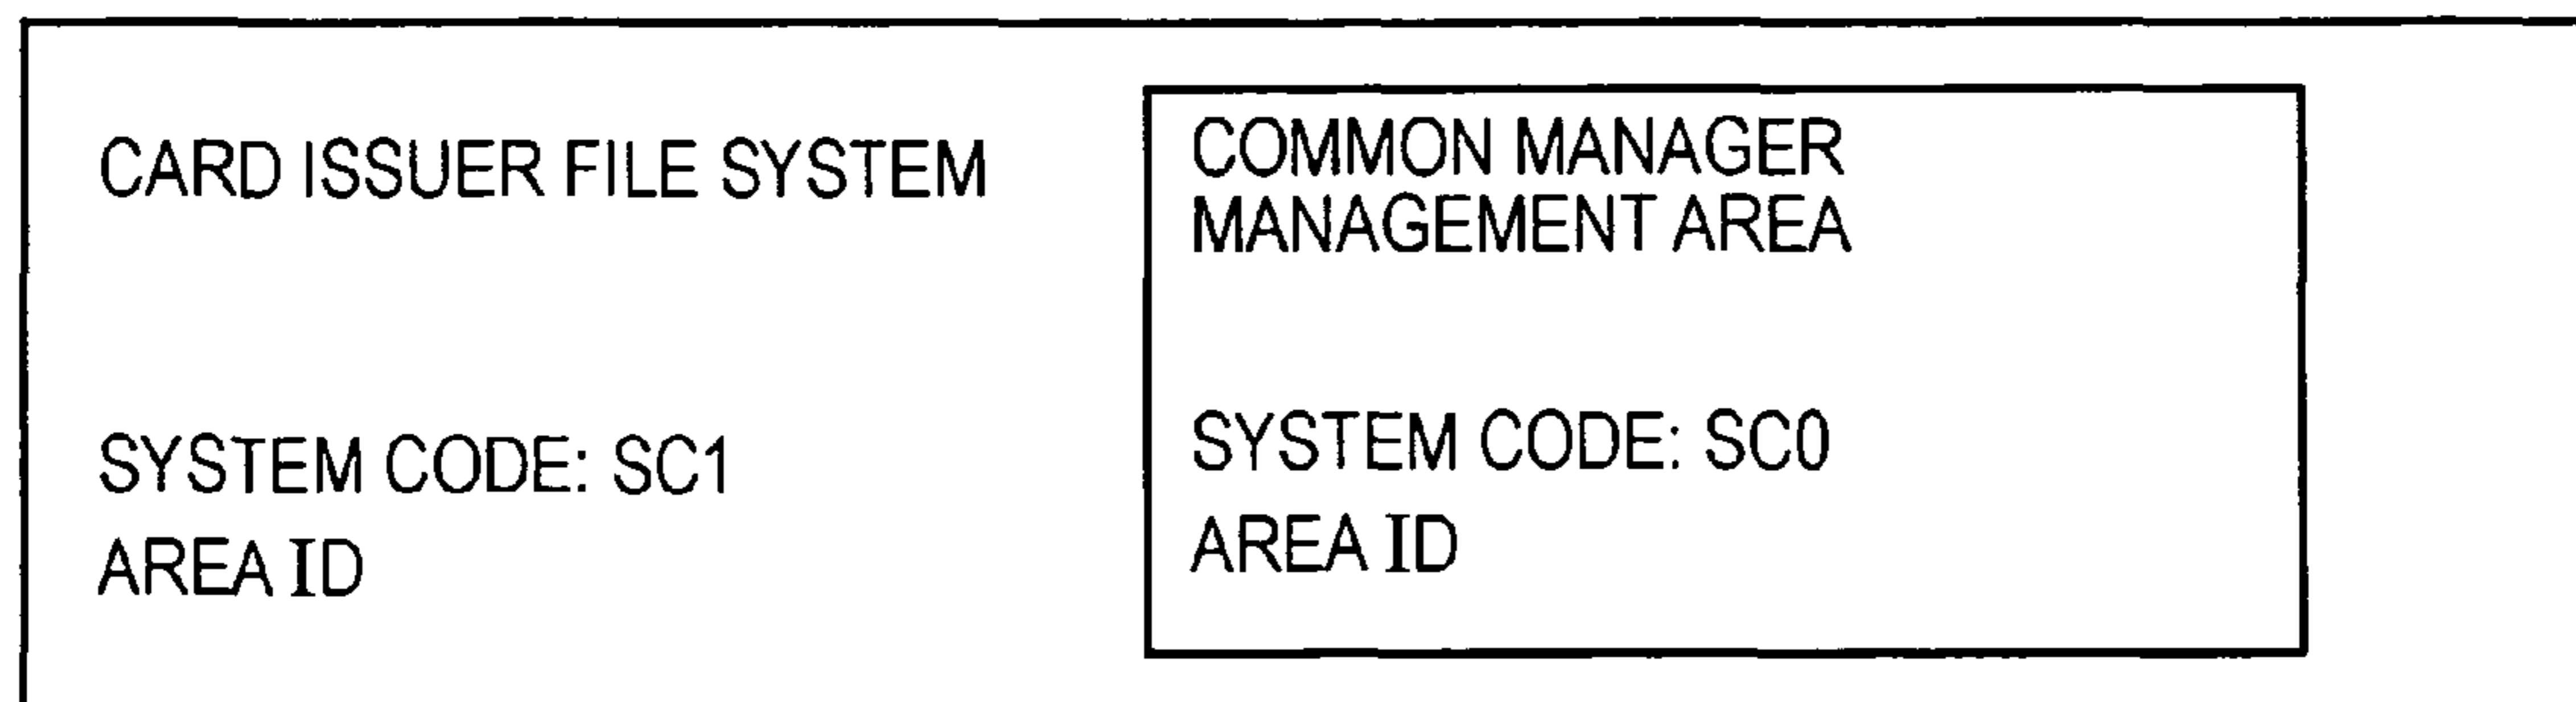 CARD ISSUER FILE SYSTEM
SYSTEM CODE: SC1
AREA ID
COMMON MANAGER
MANAGEMENT AREA
SYSTEM CODE: SC0
AREA ID